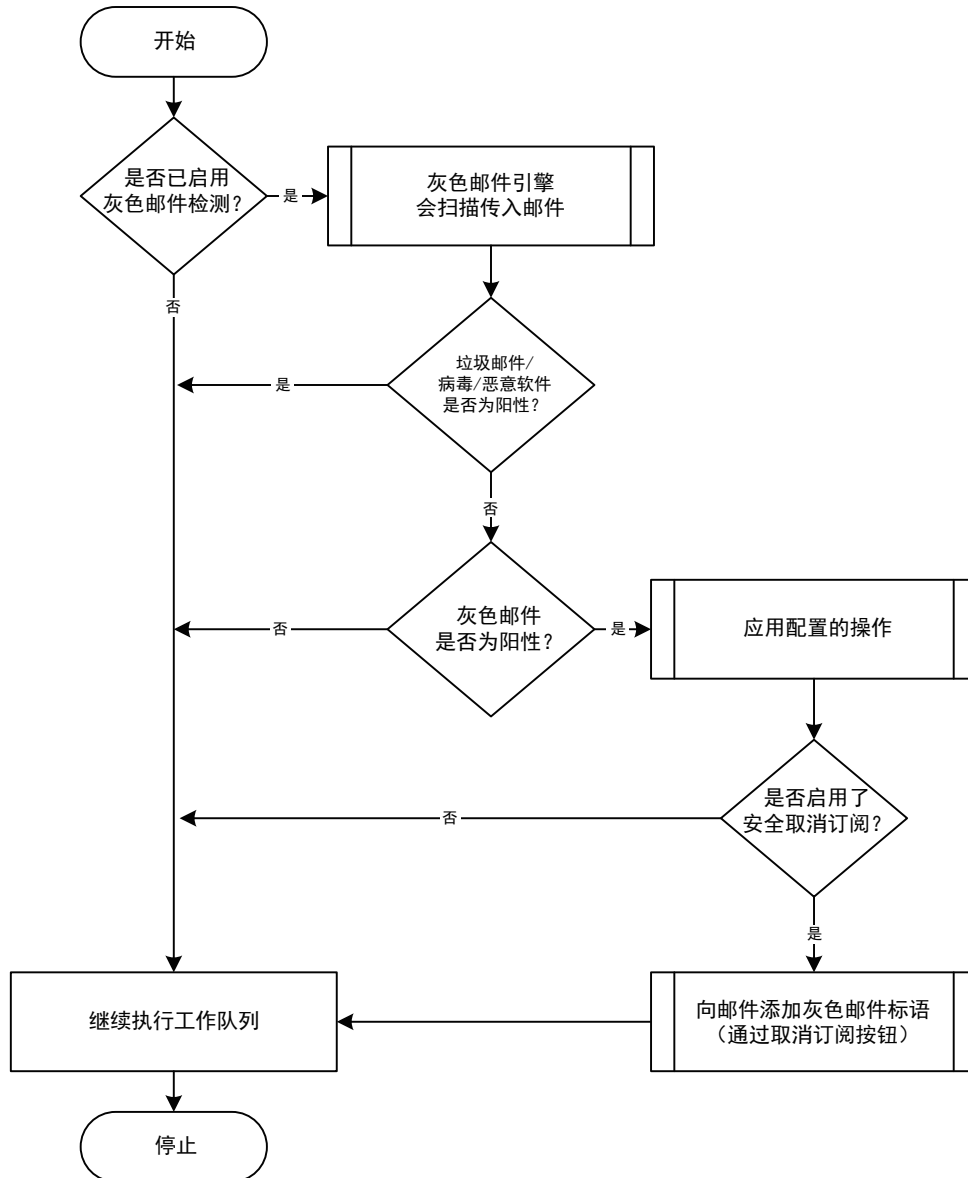 开始
是否已启用
灰色邮件检测？
是
灰色邮件引擎
会扫描传入邮件
否
垃圾邮件/
病毒/恶意软件
是否为阳性？
是
否
灰色邮件
是否为阳性？
否
是
应用配置的操作
是否启用了
安全取消订阅？
否
是
继续执行工作队列
向邮件添加灰色邮件标语
（通过取消订阅按钮）
停止